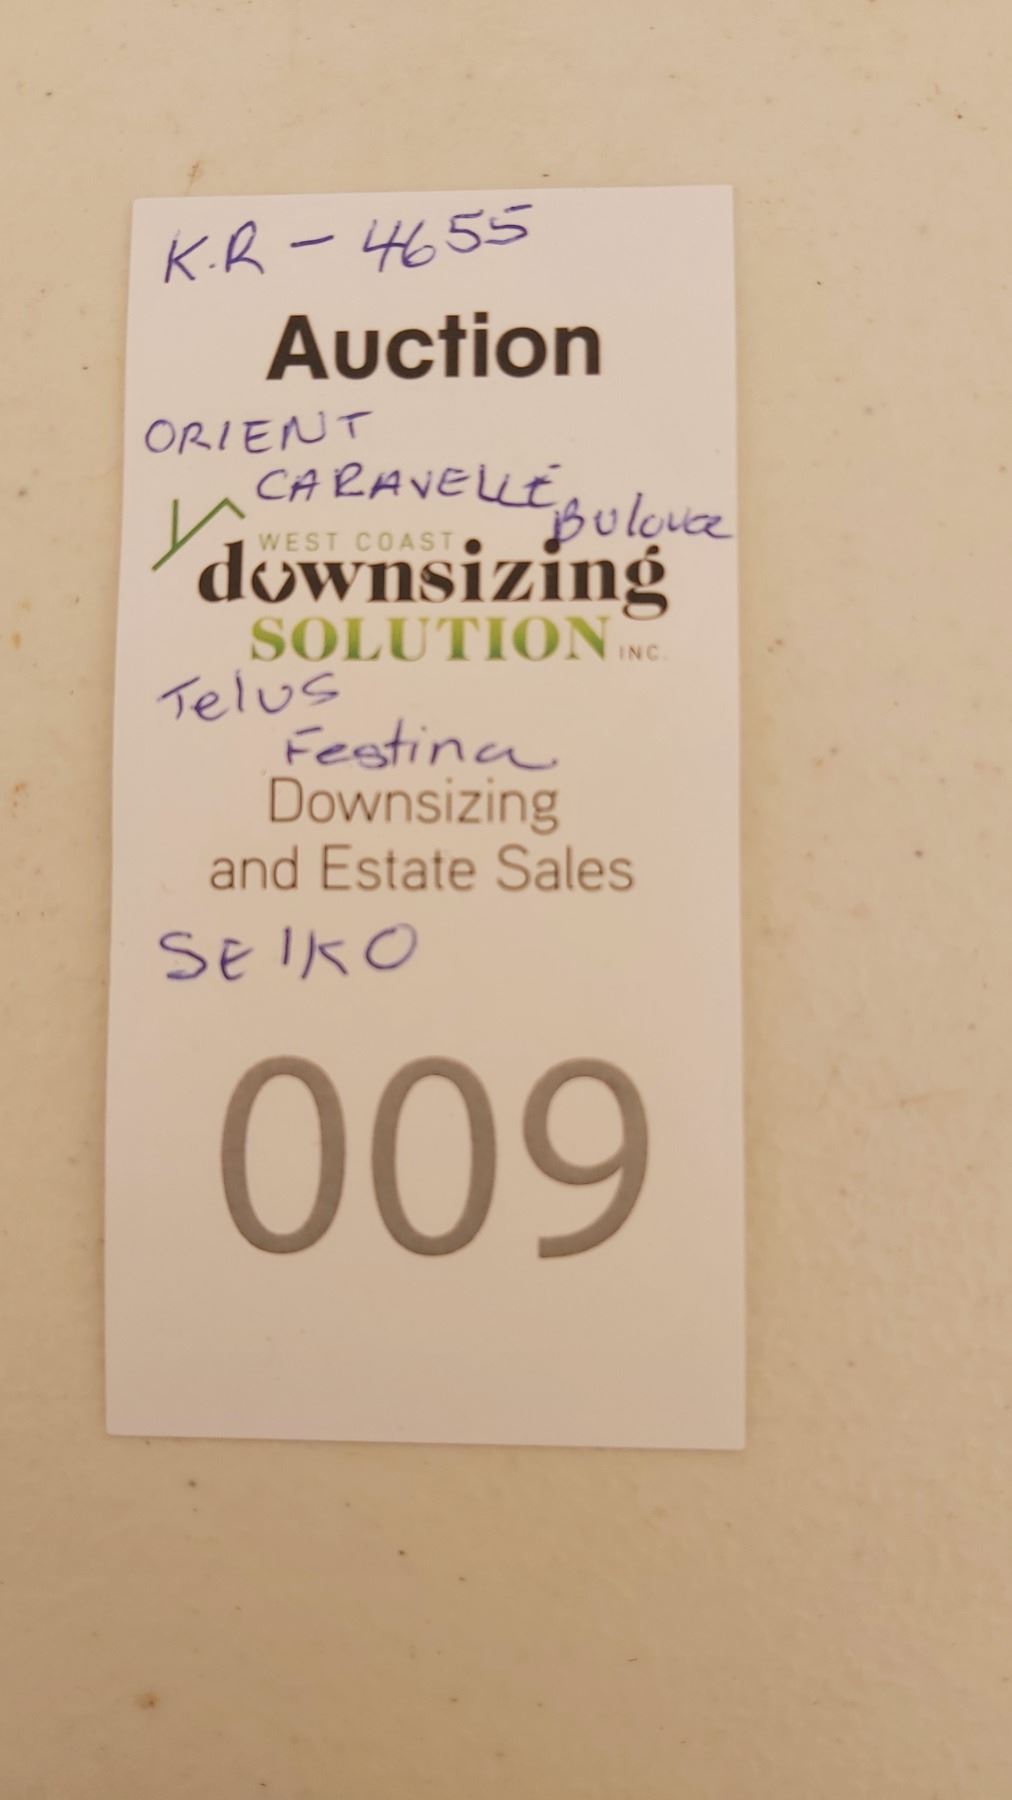 K.R - 4655
Auction
ORIENT
CARAVELLE
Bulova
WEST COAST
downsizing
SOLUTION INC.
Telus
Festina
Downsizing
and Estate Sales
SEIKO
009